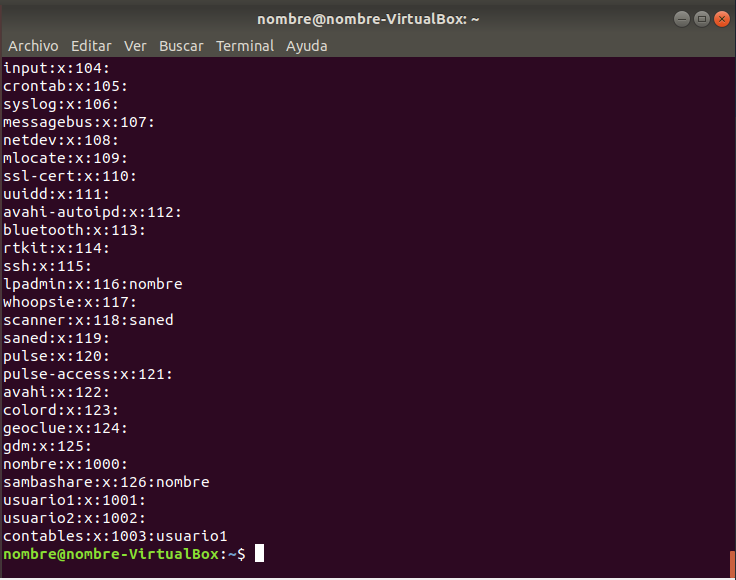 nombre@nombre-VirtualBox: ~
Archivo Editar Ver Buscar Terminal Ayuda
input:x:104:
crontab:x:105:
syslog:x:106:
messagebus:x:107:
netdev:x:108:
mlocate:x:109:
ssl-cert:x:110:
uuidd:x:111:
avahi-autoipd:x:112:
bluetooth:x:113:
rtkit:x:114:
ssh:x:115:
lpadmin:x:116:nombre
whoopsie:x:117:
scanner:x:118:saned
saned:x:119:
pulse:x:120:
pulse-access:x:121:
avahi:x:122:
colord:x:123:
geoclue:x:124:
gdm:x:125:
nombre:x:1000:
sambashare:x:126:nombre
usuario1:x:1001:
usuario2:x:1002:
contables:x:1003:usuario1
nombre@nombre-VirtualBox:~$